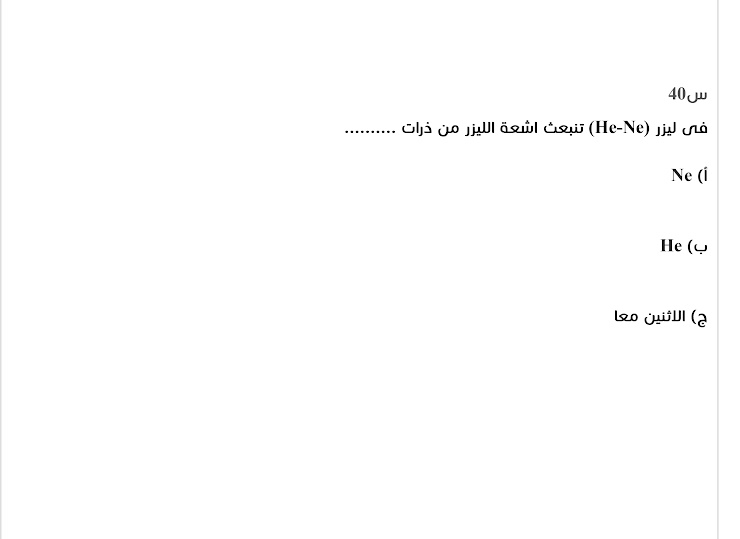 س40
فى ليزر (He-Ne) تنبعث اشعة الليزر من ذرات ..........
أ) Ne
ب) He
ج) الاثنين معا